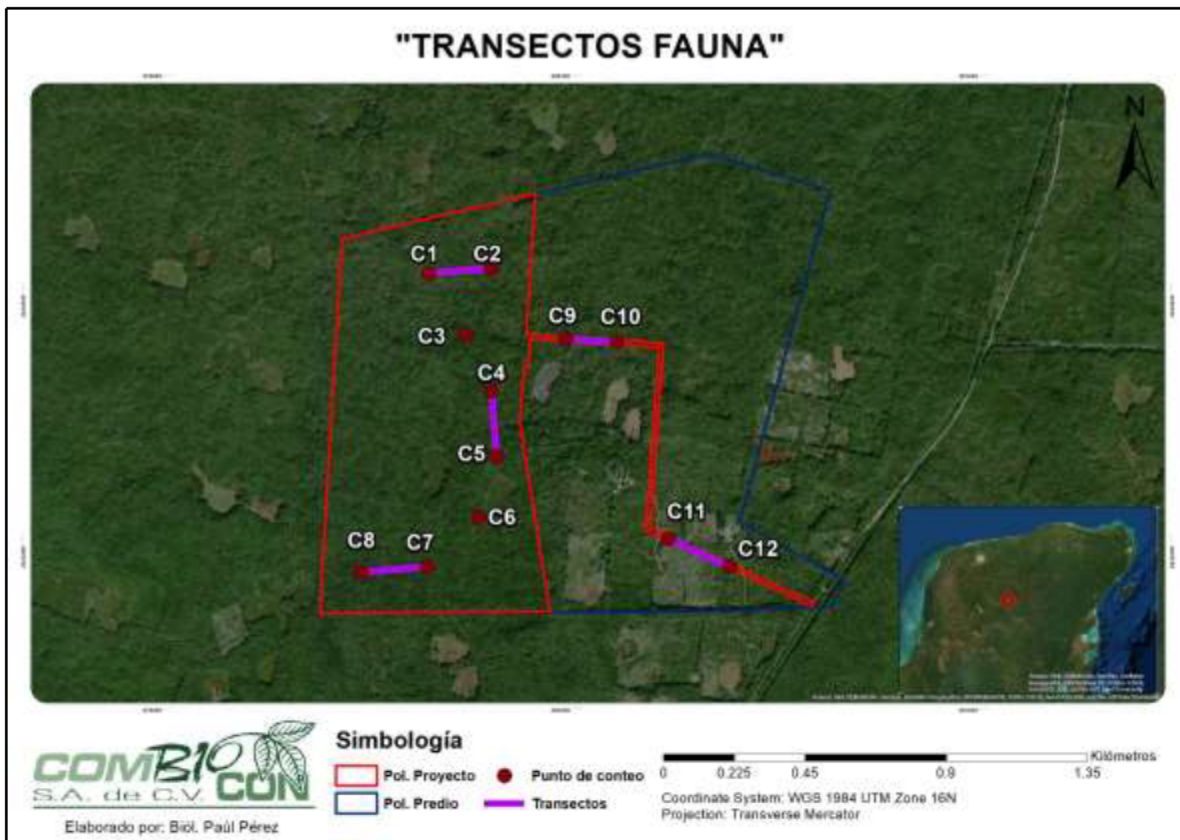 "TRANSECTOS FAUNA"
N
C1
C2
C3
C9
C10
C4
C5
C6
C11
C8
C7
C12
COMBIOCON
S.A. de C.V.
Elaborado por: Biól. Paúl Pérez
Simbología
Pol. Proyecto
Punto de conteo
Pol. Predio
Transectos
Kilómetros
0 0.225 0.45 0.9 1.35
Coordinate System: WGS 1984 UTM Zone 16N
Projection: Transverse Mercator